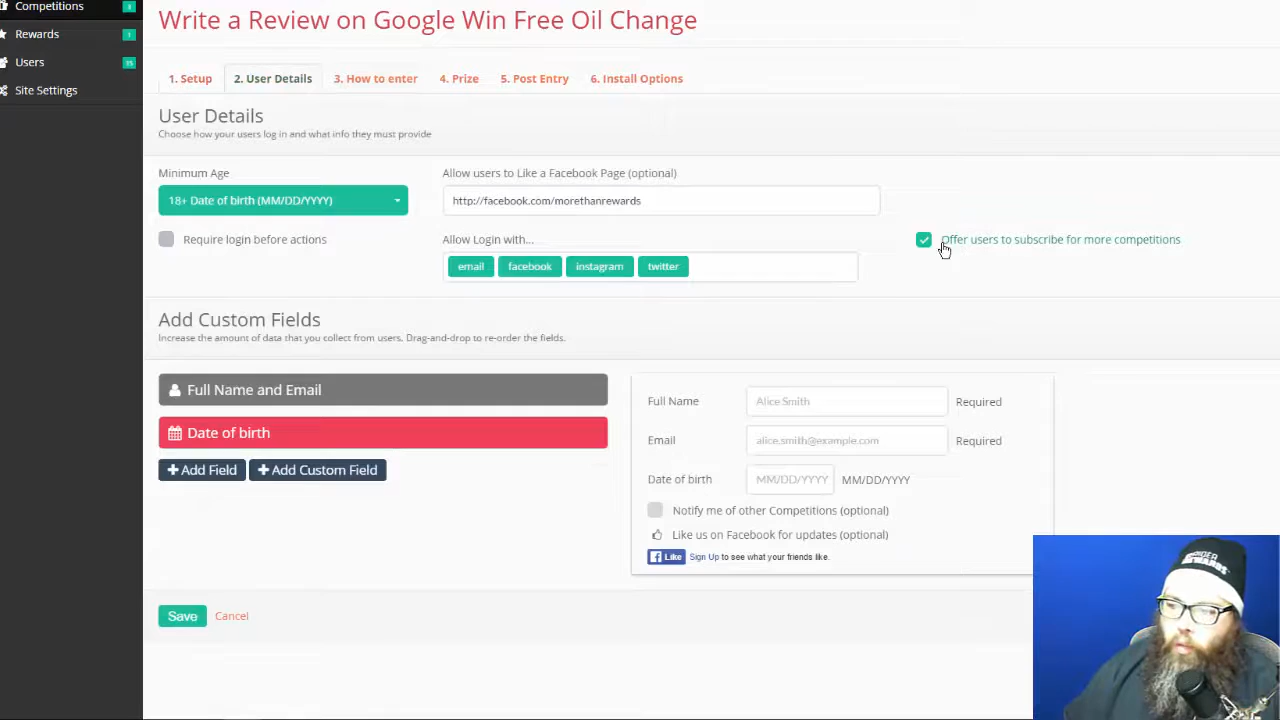 Competitions
Write a Review on Google Win Free Oil Change
Rewards 1
Users 15
Site Settings
1. Setup
2. User Details
3. How to enter
4. Prize
5. Post Entry
6. Install Options
User Details
Choose how your users log in and what info they must provide
Minimum Age
Allow users to Like a Facebook Page (optional)
18+ Date of birth (MM/DD/YYYY)
http://facebook.com/morethanrewards
Require login before actions
Allow Login with...
Offer users to subscribe for more competitions
email facebook instagram twitter
Add Custom Fields
Increase the amount of data that you collect from users. Drag-and-drop to re-order the fields.
Full Name and Email
Date of birth
Add Field
Add Custom Field
Full Name Alice Smith Required
Email alice.smith@example.com Required
Date of birth MM/DD/YYYY MM/DD/YYYY
Notify me of other Competitions (optional)
Like us on Facebook for updates (optional)
Like Sign Up to see what your friends like.
Save Cancel